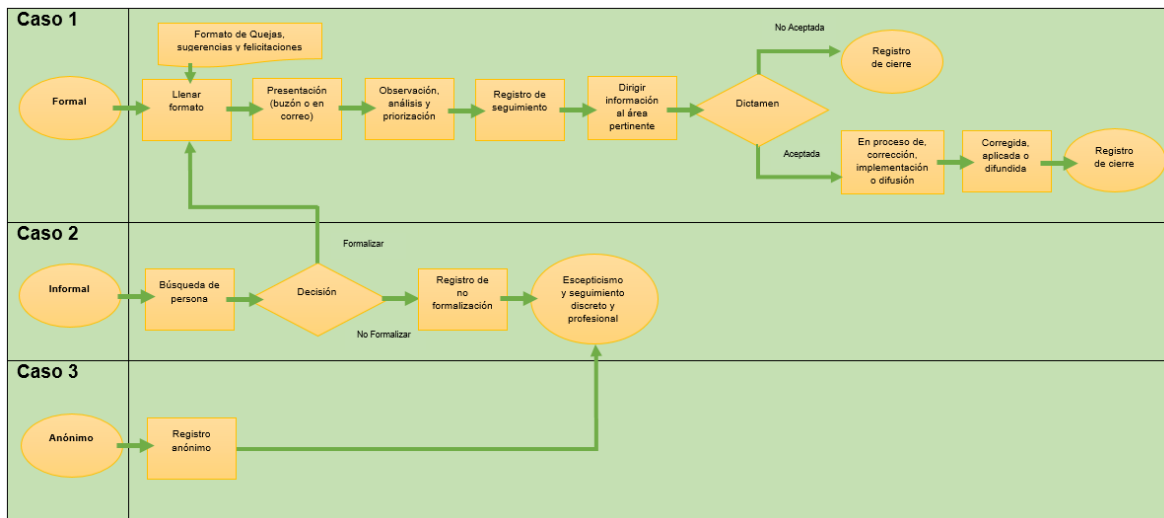 Caso 1
Formato de Quejas,
sugerencias y felicitaciones
Formal
Llenar
formato
Presentación
(buzón o en
correo)
Observación,
análisis y
priorización
Registro de
seguimiento
Dirigir
información
al área
pertinente
Dictamen
No Aceptada
Registro
de cierre
Aceptada
En proceso de,
corrección,
implementación
o difusión
Corregida,
aplicada o
difundida
Registro
de cierre
Caso 2
Informal
Búsqueda de
persona
Decisión
Formalizar
No Formalizar
Registro de
no
formalización
Escepticismo
y seguimiento
discreto y
profesional
Caso 3
Anónimo
Registro
anónimo